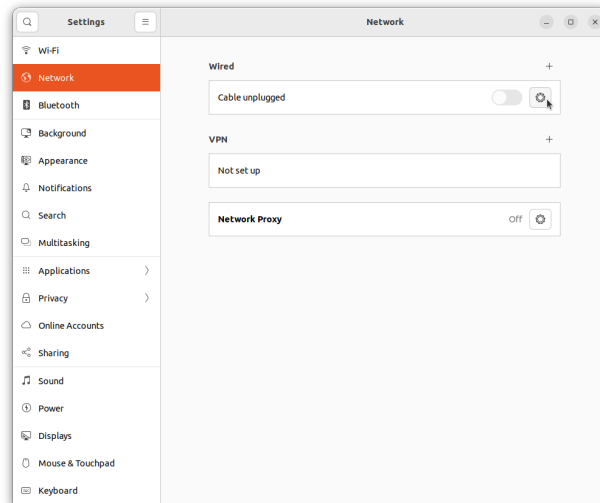 Settings
Network
Wi-Fi
Network
Bluetooth
Background
Appearance
Notifications
Search
Multitasking
Applications
Privacy
Online Accounts
Sharing
Sound
Power
Displays
Mouse & Touchpad
Keyboard
Wired
Cable unplugged
VPN
Not set up
Network Proxy Off